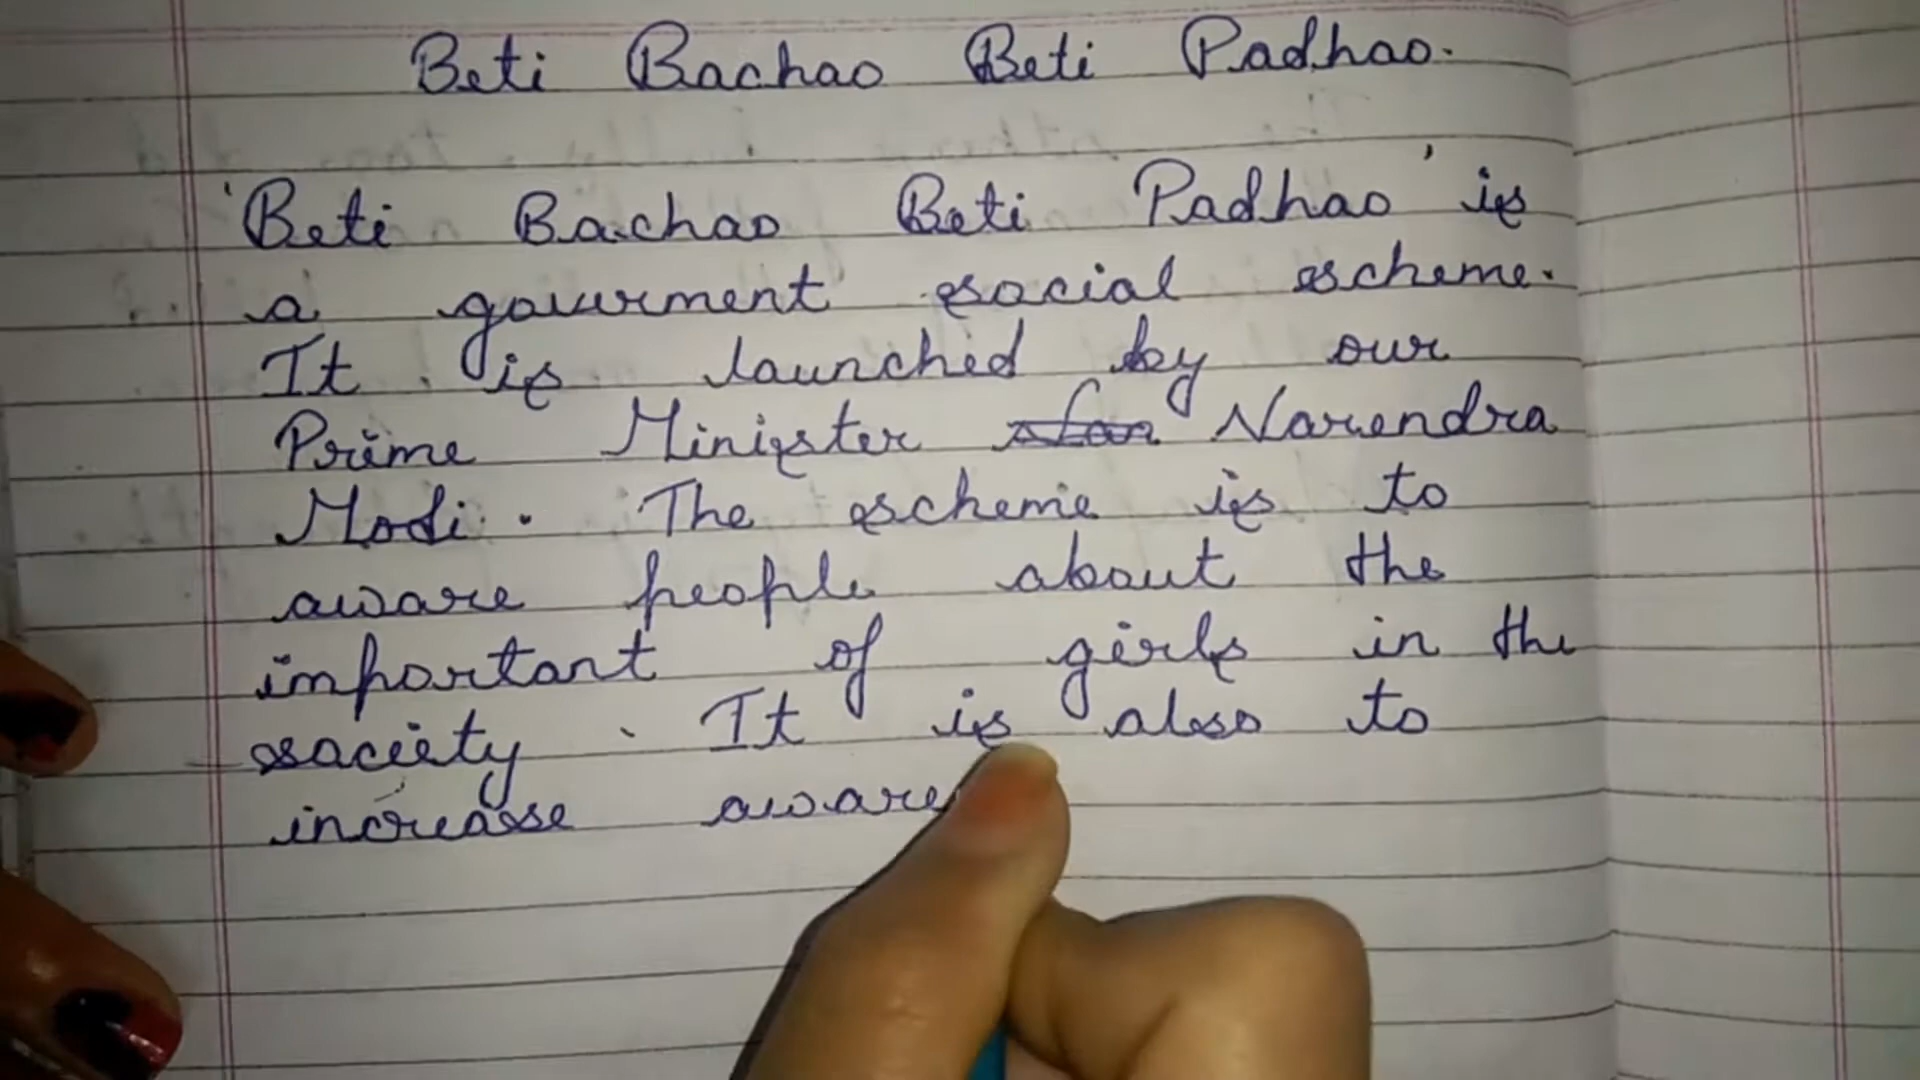 Beti Bachao Beti Padhao.
'Beti Bachao Beti Padhao' is
a gourment social scheme.
It is launched by our
Prime Minister Narendra
Modi. The scheme is to
aware people about the
important of girls in the
society. It is also to
increase aware